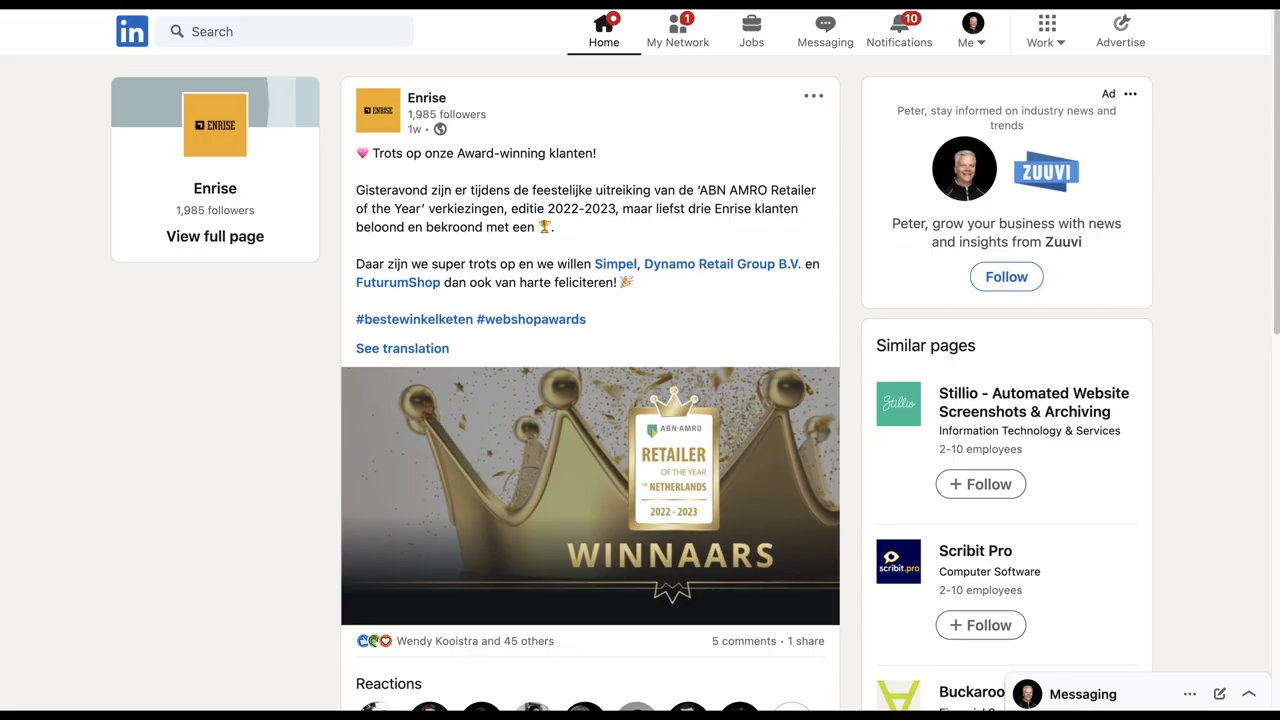 in
Search
1
10
Home
My Network
Jobs
Messaging
Notifications
Me
Work
Advertise
ENRISE
Enrise
1,985 followers
View full page
ENRISE
Enrise
1,985 followers
1w •
Trots op onze Award-winning klanten!
Gisteravond zijn er tijdens de feestelijke uitreiking van de ‘ABN AMRO Retailer
of the Year’ verkiezingen, editie 2022-2023, maar liefst drie Enrise klanten
beloond en bekroond met een 🏆.
Daar zijn we super trots op en we willen Simpel, Dynamo Retail Group B.V. en
FuturumShop dan ook van harte feliciteren! 🎉
#bestewinkelketen #webshopawards
See translation
ABN·AMRO
RETAILER
OF THE YEAR
THE NETHERLANDS
2022 - 2023
WINNAARS
Wendy Kooistra and 45 others
5 comments • 1 share
Reactions
Ad
Peter, stay informed on industry news and
trends
ZUUVI
Peter, grow your business with news
and insights from Zuuvi
Follow
Similar pages
Stillio
Stillio - Automated Website
Screenshots & Archiving
Information Technology & Services
2-10 employees
+ Follow
scribit.pro
Scribit Pro
Computer Software
2-10 employees
+ Follow
Buckaroo
Messaging